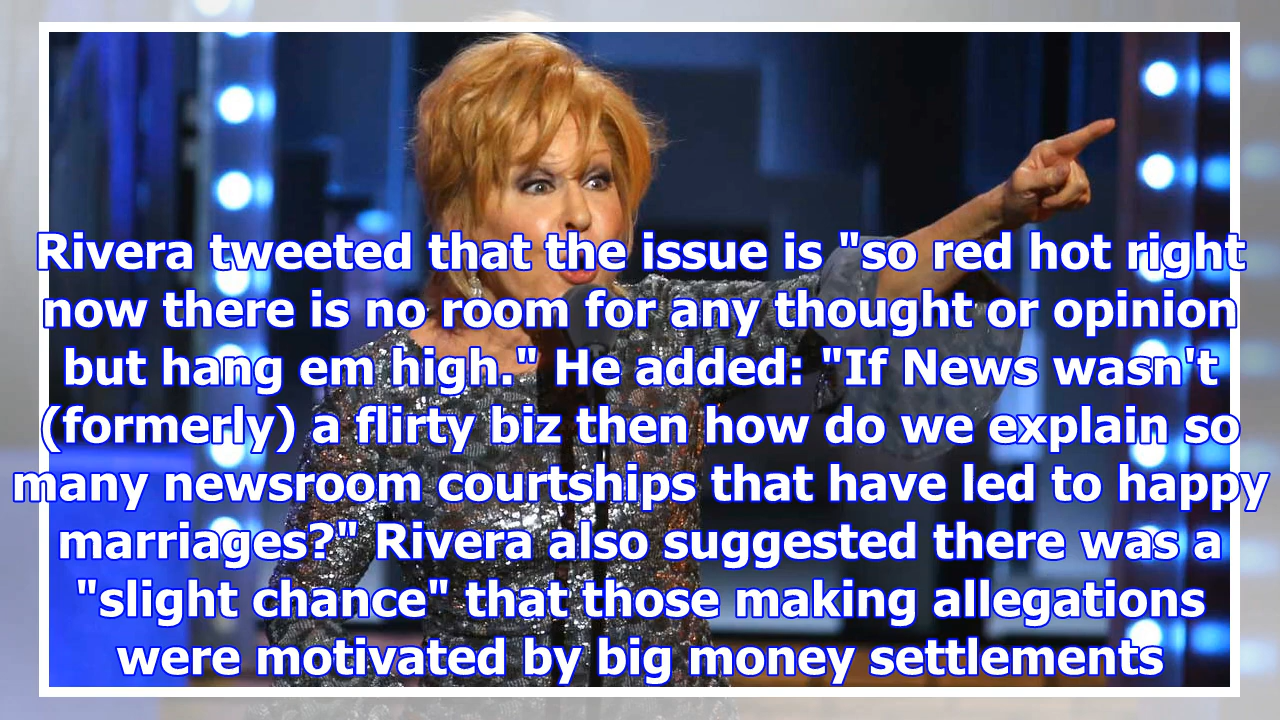 Rivera tweeted that the issue is "so red hot right
now there is no room for any thought or opinion
but hang em high." He added: "If News wasn't
(formerly) a flirty biz then how do we explain so
many newsroom courtships that have led to happy
marriages?" Rivera also suggested there was a
"slight chance" that those making allegations
were motivated by big money settlements